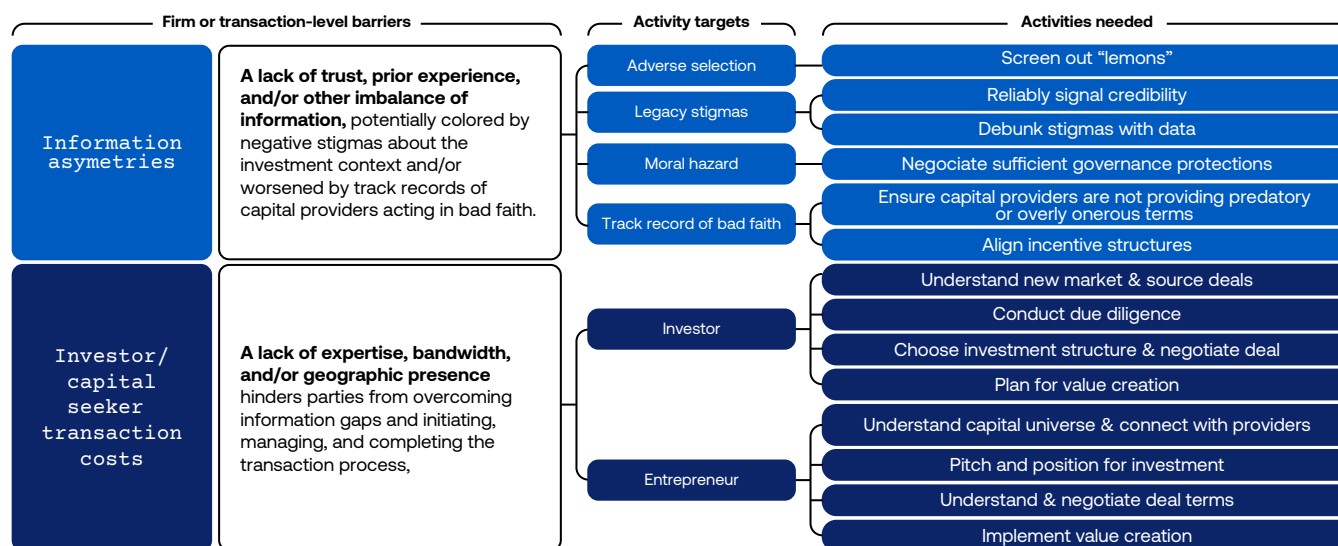 Firm or transaction-level barriers
Activity targets
Activities needed
Information
asymetries
A lack of trust, prior experience,
and/or other imbalance of
information, potentially colored by
negative stigmas about the
investment context and/or
worsened by track records of
capital providers acting in bad faith.
Adverse selection
Legacy stigmas
Moral hazard
Track record of bad faith
Screen out “lemons”
Reliably signal credibility
Debunk stigmas with data
Negociate sufficient governance protections
Ensure capital providers are not providing predatory
or overly onerous terms
Align incentive structures
Investor/
capital
seeker
transaction
costs
A lack of expertise, bandwidth,
and/or geographic presence
hinders parties from overcoming
information gaps and initiating,
managing, and completing the
transaction process,
Investor
Understand new market & source deals
Conduct due diligence
Choose investment structure & negotiate deal
Plan for value creation
Entrepreneur
Understand capital universe & connect with providers
Pitch and position for investment
Understand & negotiate deal terms
Implement value creation